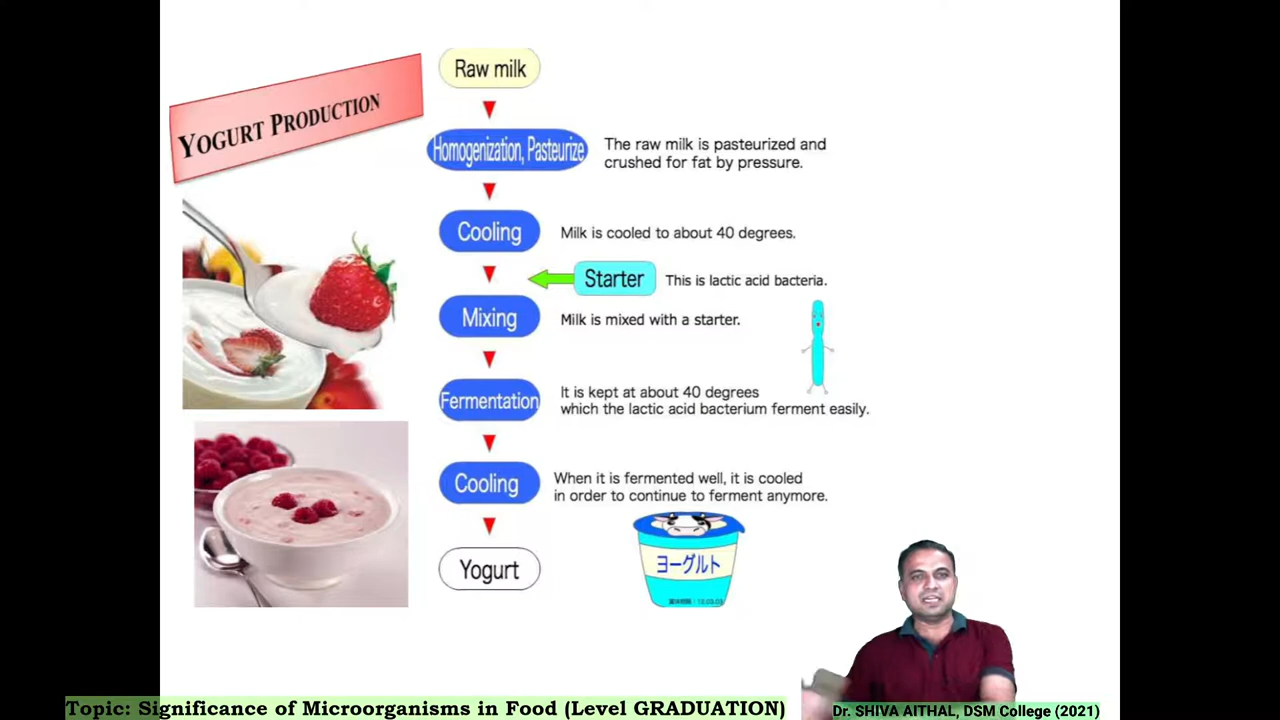 YOGURT PRODUCTION
Raw milk
Homogenization, Pasteurize
The raw milk is pasteurized and
crushed for fat by pressure.
Cooling
Milk is cooled to about 40 degrees.
Starter
This is lactic acid bacteria.
Mixing
Milk is mixed with a starter.
Fermentation
It is kept at about 40 degrees
which the lactic acid bacterium ferment easily.
Cooling
When it is fermented well, it is cooled
in order to continue to ferment anymore.
Yogurt
ヨーグルト
12.03.03
Topic: Significance of Microorganisms in Food (Level GRADUATION)
Dr. SHIVA AITHAL, DSM College (2021)